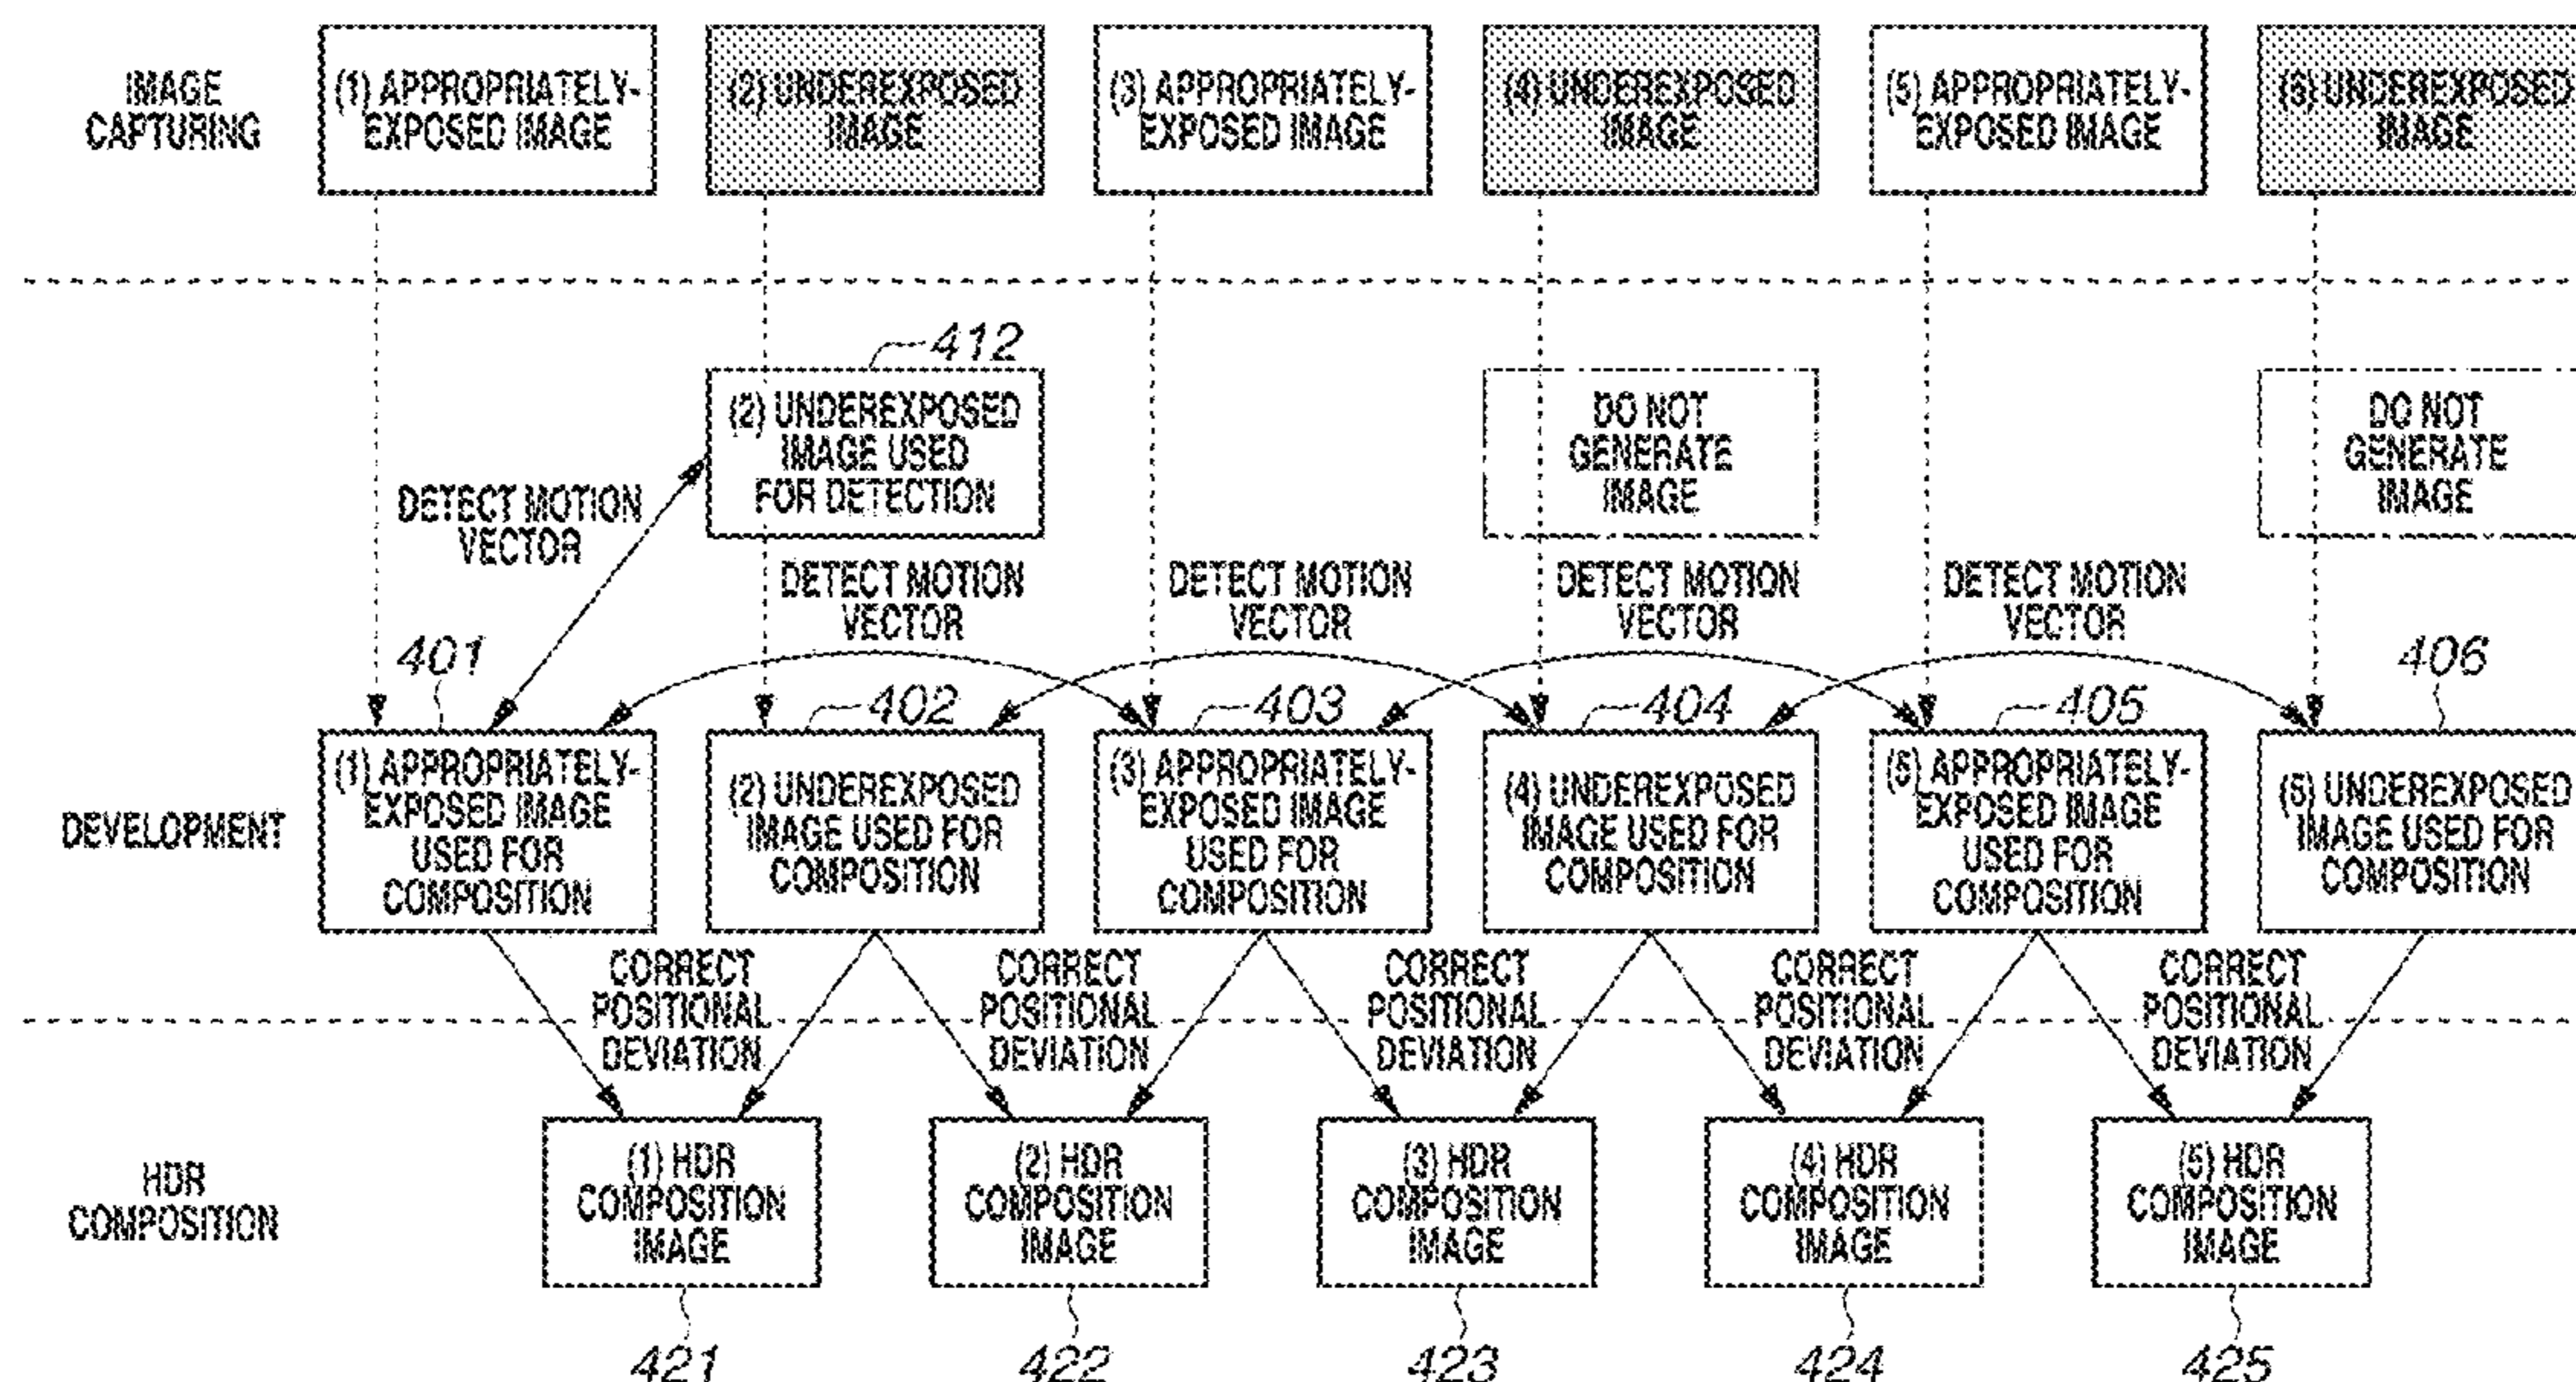 IMAGE
CAPTURING
(1) APPROPRIATELY-
EXPOSED IMAGE
(2) UNDEREXPOSED
IMAGE
(3) APPROPRIATELY-
EXPOSED IMAGE
(4) UNDEREXPOSED
IMAGE
(5) APPROPRIATELY-
EXPOSED IMAGE
(6) UNDEREXPOSED
IMAGE
412
(2) UNDEREXPOSED
IMAGE USED
FOR DETECTION
DO NOT
GENERATE
IMAGE
DO NOT
GENERATE
IMAGE
DETECT MOTION
VECTOR
DETECT MOTION
VECTOR
DETECT MOTION
VECTOR
DETECT MOTION
VECTOR
DETECT MOTION
VECTOR
401
402
403
404
405
406
DEVELOPMENT
(1) APPROPRIATELY-
EXPOSED IMAGE
USED FOR
COMPOSITION
(2) UNDEREXPOSED
IMAGE USED FOR
COMPOSITION
(3) APPROPRIATELY-
EXPOSED IMAGE
USED FOR
COMPOSITION
(4) UNDEREXPOSED
IMAGE USED FOR
COMPOSITION
(5) APPROPRIATELY-
EXPOSED IMAGE
USED FOR
COMPOSITION
(6) UNDEREXPOSED
IMAGE USED FOR
COMPOSITION
CORRECT
POSITIONAL
DEVIATION
CORRECT
POSITIONAL
DEVIATION
CORRECT
POSITIONAL
DEVIATION
CORRECT
POSITIONAL
DEVIATION
CORRECT
POSITIONAL
DEVIATION
HDR
COMPOSITION
(1) HDR
COMPOSITION
IMAGE
(2) HDR
COMPOSITION
IMAGE
(3) HDR
COMPOSITION
IMAGE
(4) HDR
COMPOSITION
IMAGE
(5) HDR
COMPOSITION
IMAGE
421
422
423
424
425